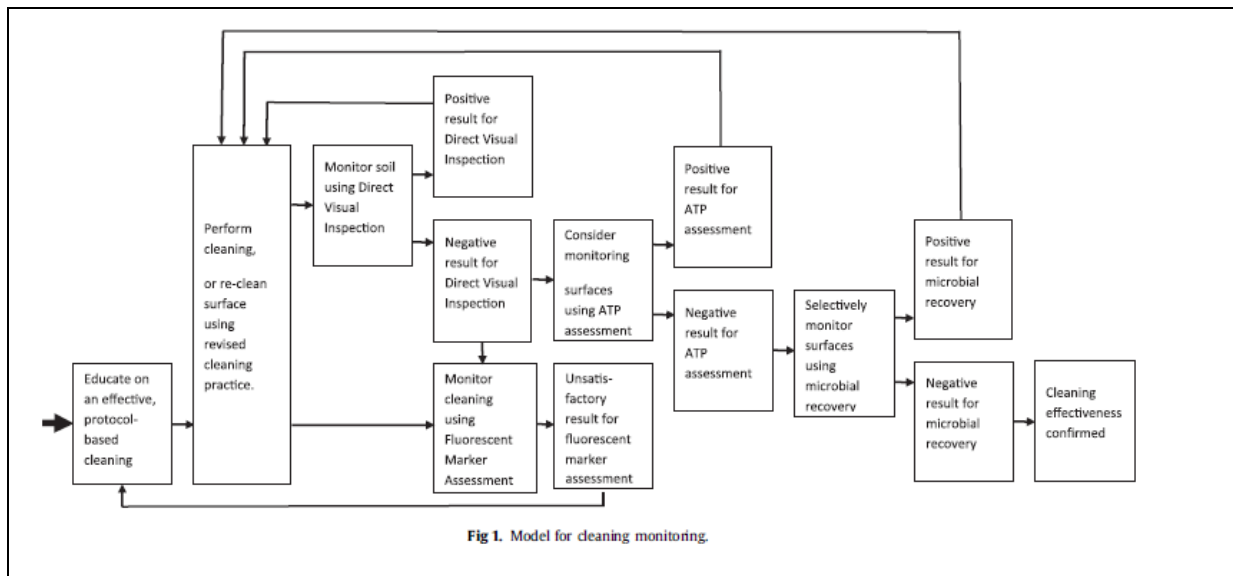 Positive
result for
Direct Visual
Inspection
Monitor soil
using Direct
Visual
Inspection
Positive
result for
ATP
assessment
Perform
cleaning,
or re-clean
surface
using
revised
cleaning
practice.
Negative
result for
Direct Visual
Inspection
Consider
monitoring
surfaces
using ATP
assessment
Positive
result for
microbial
recovery
Negative
result for
ATP
assessment
Selectively
monitor
surfaces
using
microbial
recovery
Educate on
an effective,
protocol-
based
cleaning
Monitor
cleaning
using
Fluorescent
Marker
Assessment
Unsatis-
factory
result for
fluorescent
marker
assessment
Negative
result for
microbial
recovery
Cleaning
effectiveness
confirmed
Fig 1. Model for cleaning monitoring.